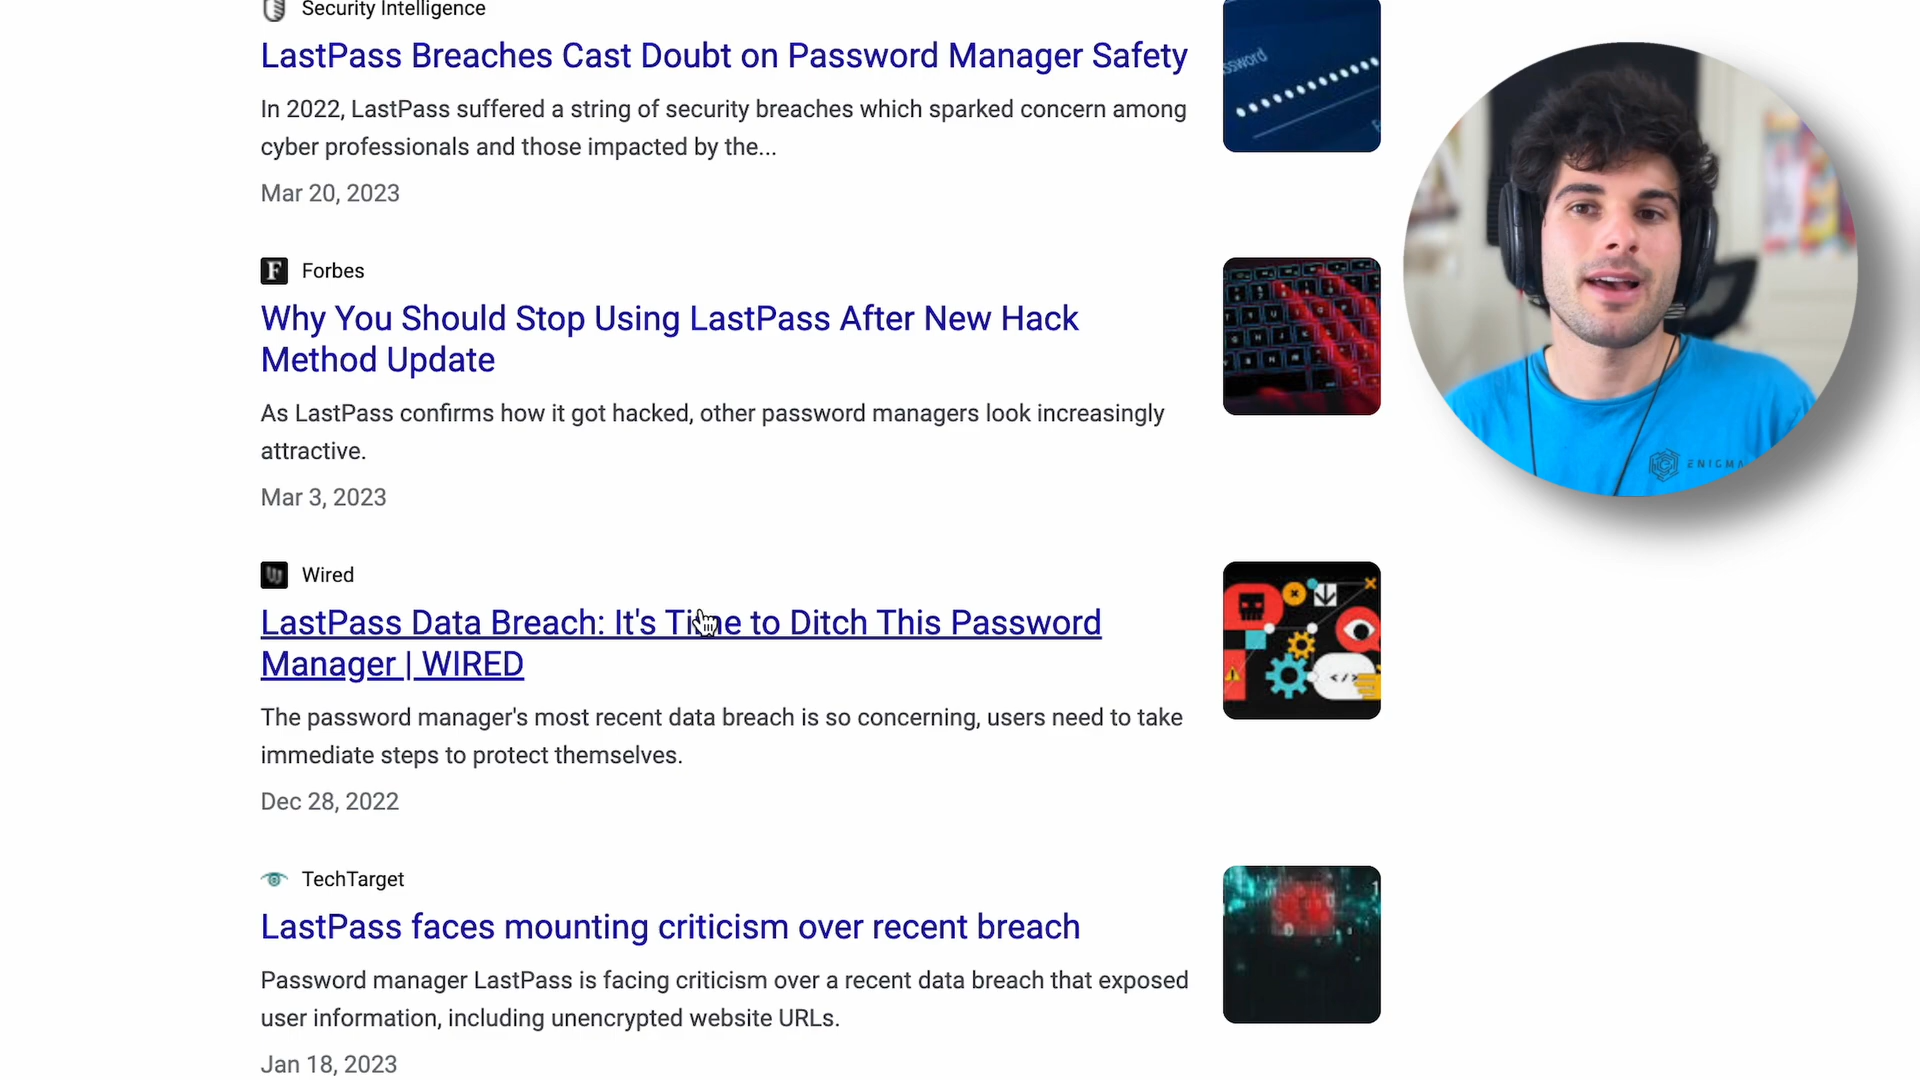 Security Intelligence
LastPass Breaches Cast Doubt on Password Manager Safety
In 2022, LastPass suffered a string of security breaches which sparked concern among
cyber professionals and those impacted by the...
Mar 20, 2023
Forbes
Why You Should Stop Using LastPass After New Hack
Method Update
As LastPass confirms how it got hacked, other password managers look increasingly
attractive.
Mar 3, 2023
Wired
LastPass Data Breach: It's Time to Ditch This Password
Manager | WIRED
The password manager's most recent data breach is so concerning, users need to take
immediate steps to protect themselves.
Dec 28, 2022
TechTarget
LastPass faces mounting criticism over recent breach
Password manager LastPass is facing criticism over a recent data breach that exposed
user information, including unencrypted website URLs.
Jan 18, 2023
ENIGMA